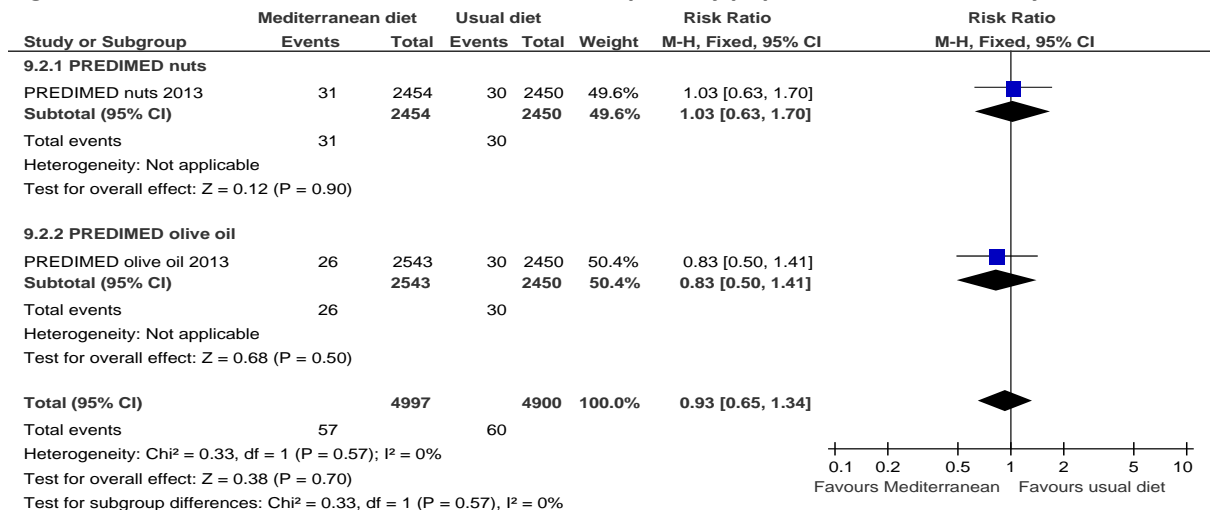 Mediterranean diet Usual diet Risk Ratio Risk Ratio
Study or Subgroup Events Total Events Total Weight M-H, Fixed, 95% CI M-H, Fixed, 95% CI
9.2.1 PREDIMED nuts
PREDIMED nuts 2013 31 2454 30 2450 49.6% 1.03 [0.63, 1.70]
Subtotal (95% CI) 2454 2450 49.6% 1.03 [0.63, 1.70]
Total events 31 30
Heterogeneity: Not applicable
Test for overall effect: Z = 0.12 (P = 0.90)
9.2.2 PREDIMED olive oil
PREDIMED olive oil 2013 26 2543 30 2450 50.4% 0.83 [0.50, 1.41]
Subtotal (95% CI) 2543 2450 50.4% 0.83 [0.50, 1.41]
Total events 26 30
Heterogeneity: Not applicable
Test for overall effect: Z = 0.68 (P = 0.50)
Total (95% CI) 4997 4900 100.0% 0.93 [0.65, 1.34]
Total events 57 60
Heterogeneity: Chi² = 0.33, df = 1 (P = 0.57); I² = 0%
Test for overall effect: Z = 0.38 (P = 0.70)
Test for subgroup differences: Chi² = 0.33, df = 1 (P = 0.57), I² = 0%
0.1 0.2 0.5 1 2 5 10
Favours Mediterranean Favours usual diet